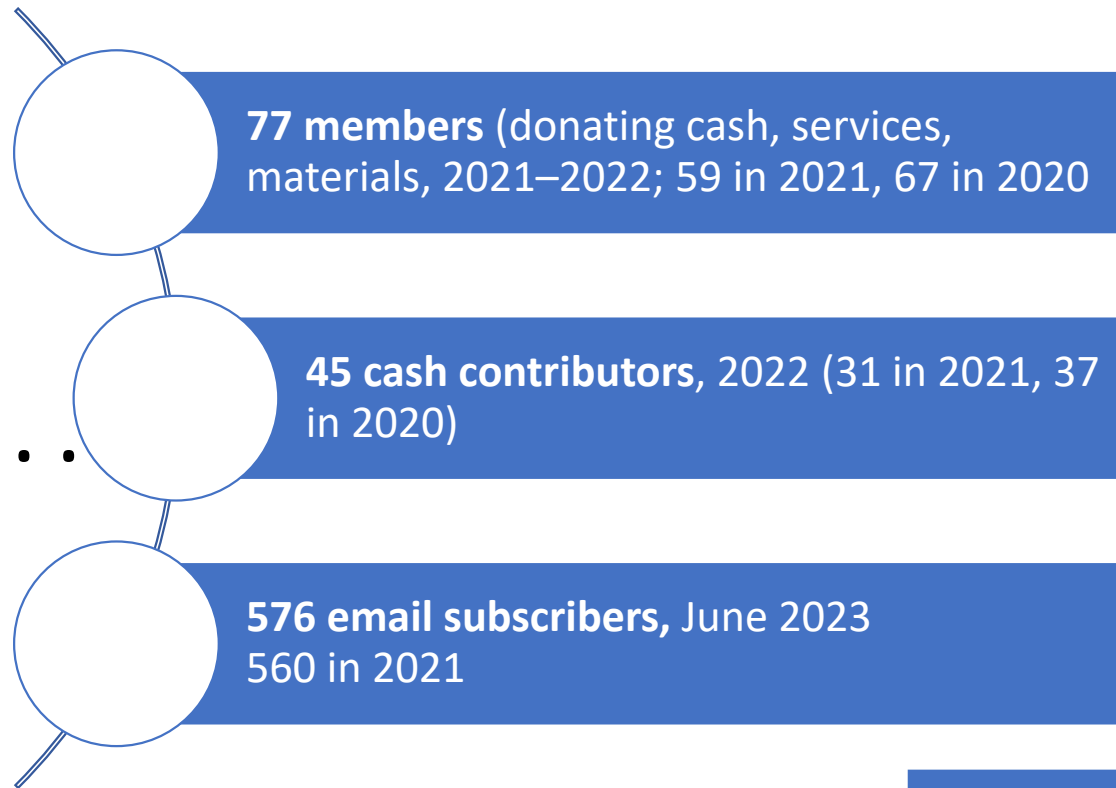 77 members (donating cash, services,
materials, 2021–2022; 59 in 2021, 67 in 2020
45 cash contributors, 2022 (31 in 2021, 37
in 2020)
. .
576 email subscribers, June 2023
560 in 2021